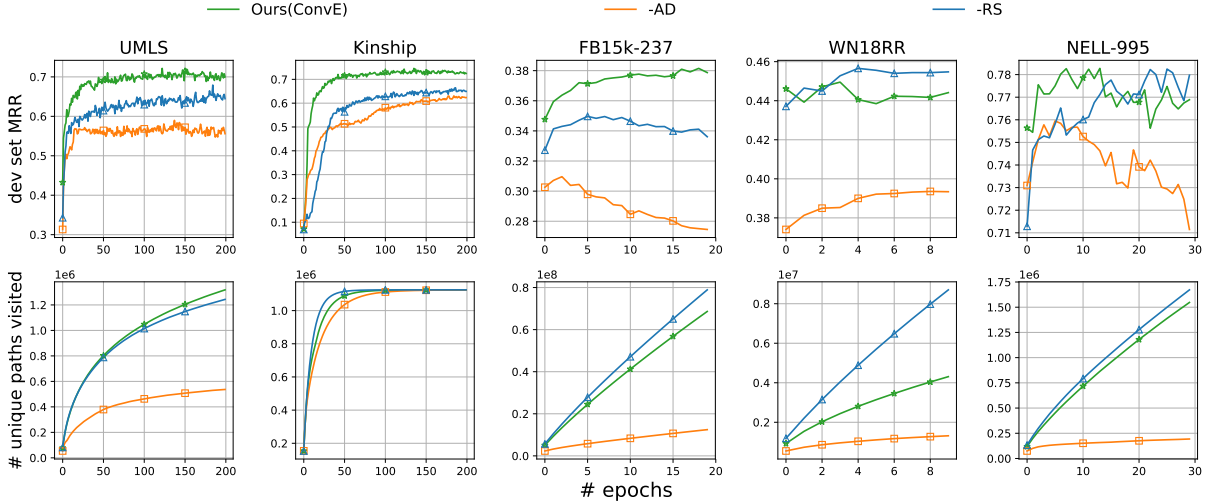 Ours(ConvE) -AD -RS
UMLS Kinship FB15k-237 WN18RR NELL-995
dev set MRR
0.7 0.6 0.5 0.4 0.3
0 50 100 150 200
0.7 0.6 0.5 0.4 0.3 0.2 0.1
0 50 100 150 200
0.38 0.36 0.34 0.32 0.30 0.28
0 5 10 15 20
0.46 0.44 0.42 0.40 0.38
0 2 4 6 8
0.78 0.77 0.76 0.75 0.74 0.73 0.72 0.71
0 10 20 30
# unique paths visited
1e6
1.2 1.0 0.8 0.6 0.4 0.2 0.0
0 50 100 150 200
1e6
1.0 0.8 0.6 0.4 0.2
0 50 100 150 200
1e8
0.8 0.6 0.4 0.2 0.0
0 5 10 15 20
1e7
0.8 0.6 0.4 0.2
0 2 4 6 8
1e6
1.75 1.50 1.25 1.00 0.75 0.50 0.25 0.00
0 10 20 30
# epochs